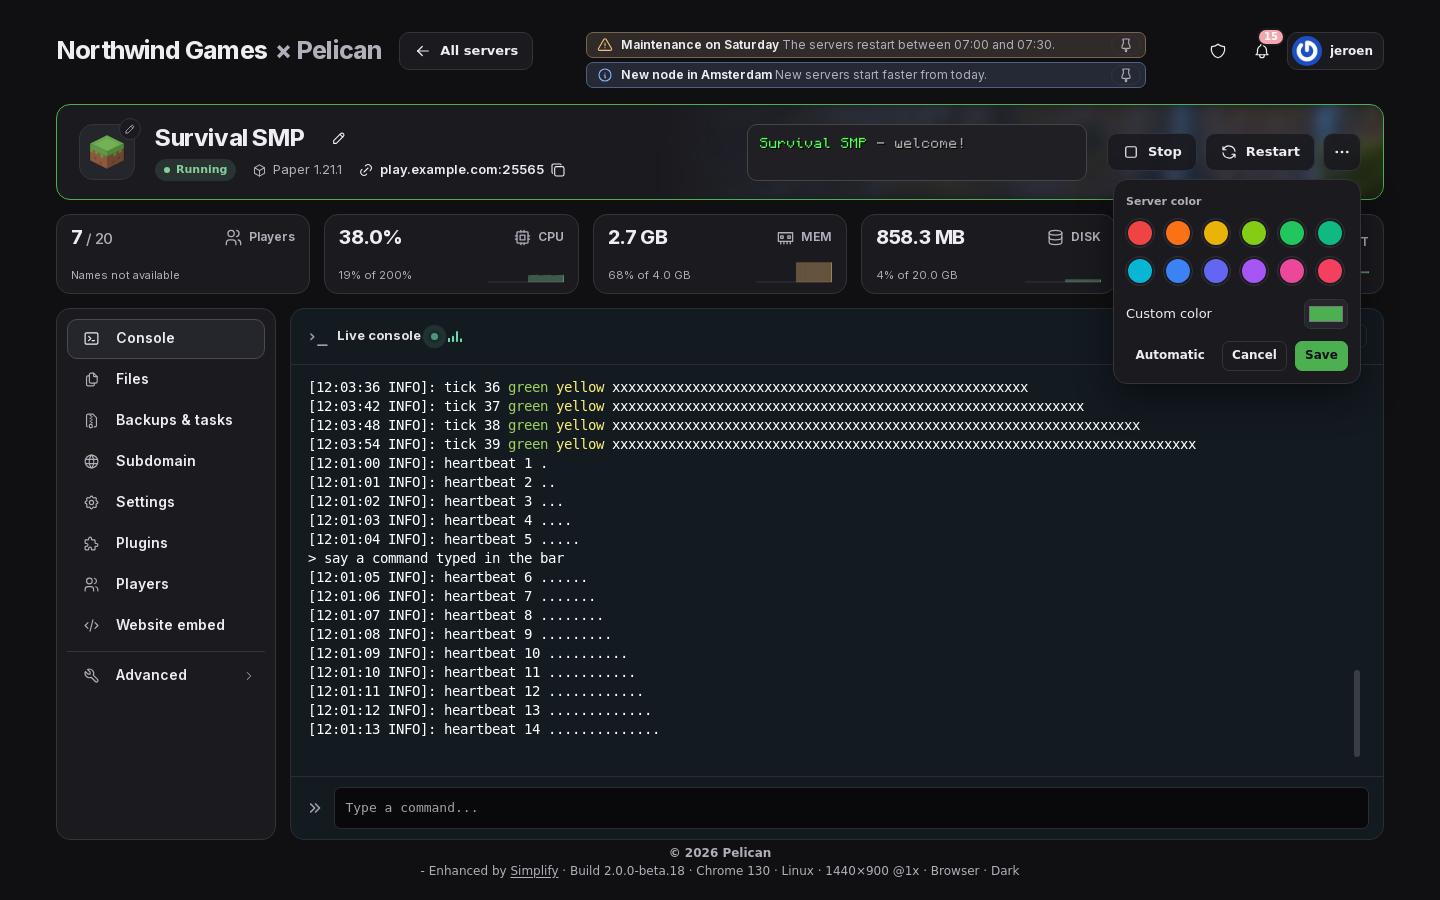 Northwind Games × Pelican
All servers
Maintenance on Saturday The servers restart between 07:00 and 07:30.
New node in Amsterdam New servers start faster from today.
15
jeroen
Survival SMP
Running
Paper 1.21.1
play.example.com:25565
Survival SMP - welcome!
Stop
Restart
Server color
Custom color
Automatic
Cancel
Save
7 / 20
Players
Names not available
38.0%
CPU
19% of 200%
2.7 GB
MEM
68% of 4.0 GB
858.3 MB
DISK
4% of 20.0 GB
T
Console
Files
Backups & tasks
Subdomain
Settings
Plugins
Players
Website embed
Advanced
Live console
[12:03:36 INFO]: tick 36 green yellow xxxxxxxxxxxxxxxxxxxxxxxxxxxxxxxxxxxxxxxxxxxxxxxxxxxx
[12:03:42 INFO]: tick 37 green yellow xxxxxxxxxxxxxxxxxxxxxxxxxxxxxxxxxxxxxxxxxxxxxxxxxxxxxxxxxxx
[12:03:48 INFO]: tick 38 green yellow xxxxxxxxxxxxxxxxxxxxxxxxxxxxxxxxxxxxxxxxxxxxxxxxxxxxxxxxxxxxxxxxxx
[12:03:54 INFO]: tick 39 green yellow xxxxxxxxxxxxxxxxxxxxxxxxxxxxxxxxxxxxxxxxxxxxxxxxxxxxxxxxxxxxxxxxxxxxxxxxx
[12:01:00 INFO]: heartbeat 1 .
[12:01:01 INFO]: heartbeat 2 ..
[12:01:02 INFO]: heartbeat 3 ...
[12:01:03 INFO]: heartbeat 4 ....
[12:01:04 INFO]: heartbeat 5 .....
> say a command typed in the bar
[12:01:05 INFO]: heartbeat 6 ......
[12:01:06 INFO]: heartbeat 7 .......
[12:01:07 INFO]: heartbeat 8 ........
[12:01:08 INFO]: heartbeat 9 .........
[12:01:09 INFO]: heartbeat 10 ..........
[12:01:10 INFO]: heartbeat 11 ...........
[12:01:11 INFO]: heartbeat 12 ............
[12:01:12 INFO]: heartbeat 13 .............
[12:01:13 INFO]: heartbeat 14 ..............
Type a command...
© 2026 Pelican
- Enhanced by Simplify · Build 2.0.0-beta.18 · Chrome 130 · Linux · 1440×900 @1x · Browser · Dark